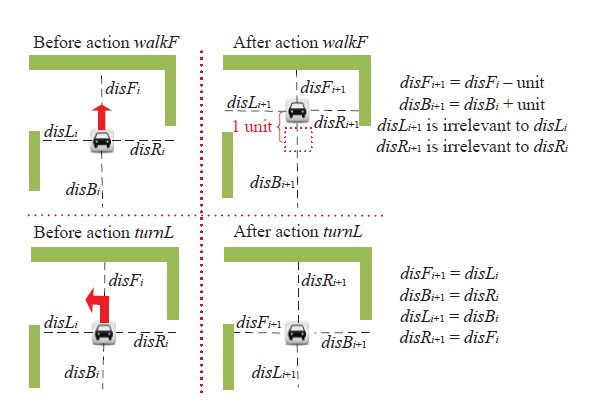 Before action walkF
After action walkF
disFi
disLi
disRi
disBi
disFi+1
disLi+1
1 unit
disRi+1
disBi+1
disFi+1 = disFi – unit
disBi+1 = disBi + unit
disLi+1 is irrelevant to disLi
disRi+1 is irrelevant to disRi
Before action turnL
After action turnL
disFi
disLi
disRi
disBi
disRi+1
disFi+1
disBi+1
disLi+1
disFi+1 = disLi
disBi+1 = disRi
disLi+1 = disBi
disRi+1 = disFi